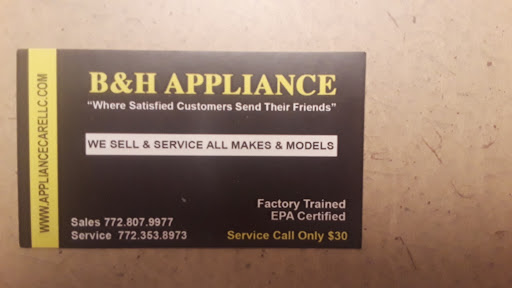 B&H APPLIANCE
“Where Satisfied Customers Send Their Friends”
WE SELL & SERVICE ALL MAKES & MODELS
Factory Trained
EPA Certified
Sales 772.807.9977
Service 772.353.8973
Service Call Only $30
WWW.APPLIANCECARELLC.COM